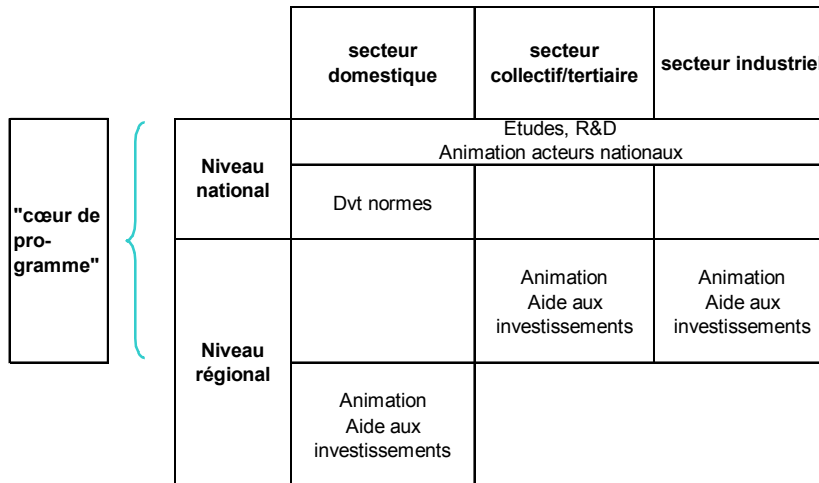 secteur
domestique
secteur
collectif/tertiaire
secteur industriel
"cœur de
pro-
gramme"
Niveau
national
Etudes, R&D
Animation acteurs nationaux
Dvt normes
Niveau
régional
Animation
Aide aux
investissements
Animation
Aide aux
investissements
Animation
Aide aux
investissements